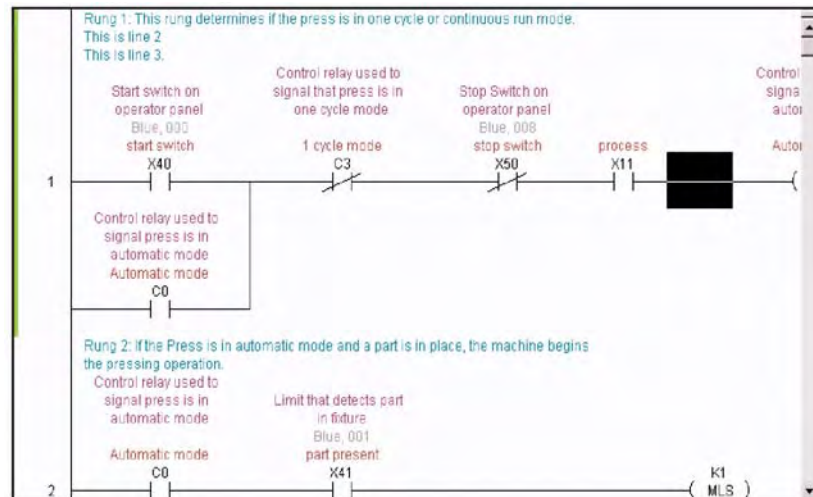 Rung 1: This rung determines if the press is in one cycle or continuous run mode.
This is line 2
This is line 3.
Start switch on
operator panel
Blue, 000
start switch
X40
Control relay used to
signal that press is in
one cycle mode
1 cycle mode
C3
Stop Switch on
operator panel
Blue, 008
stop switch
X50
process
X11
Control
signa
autor
Autor
1
Control relay used to
signal press is in
automatic mode
Automatic mode
C0
Rung 2: If the Press is in automatic mode and a part is in place, the machine begins
the pressing operation.
Control relay used to
signal press is in
automatic mode
Automatic mode
C0
Limit that detects part
in fixture
Blue, 001
part present
X41
K1
MLS
2